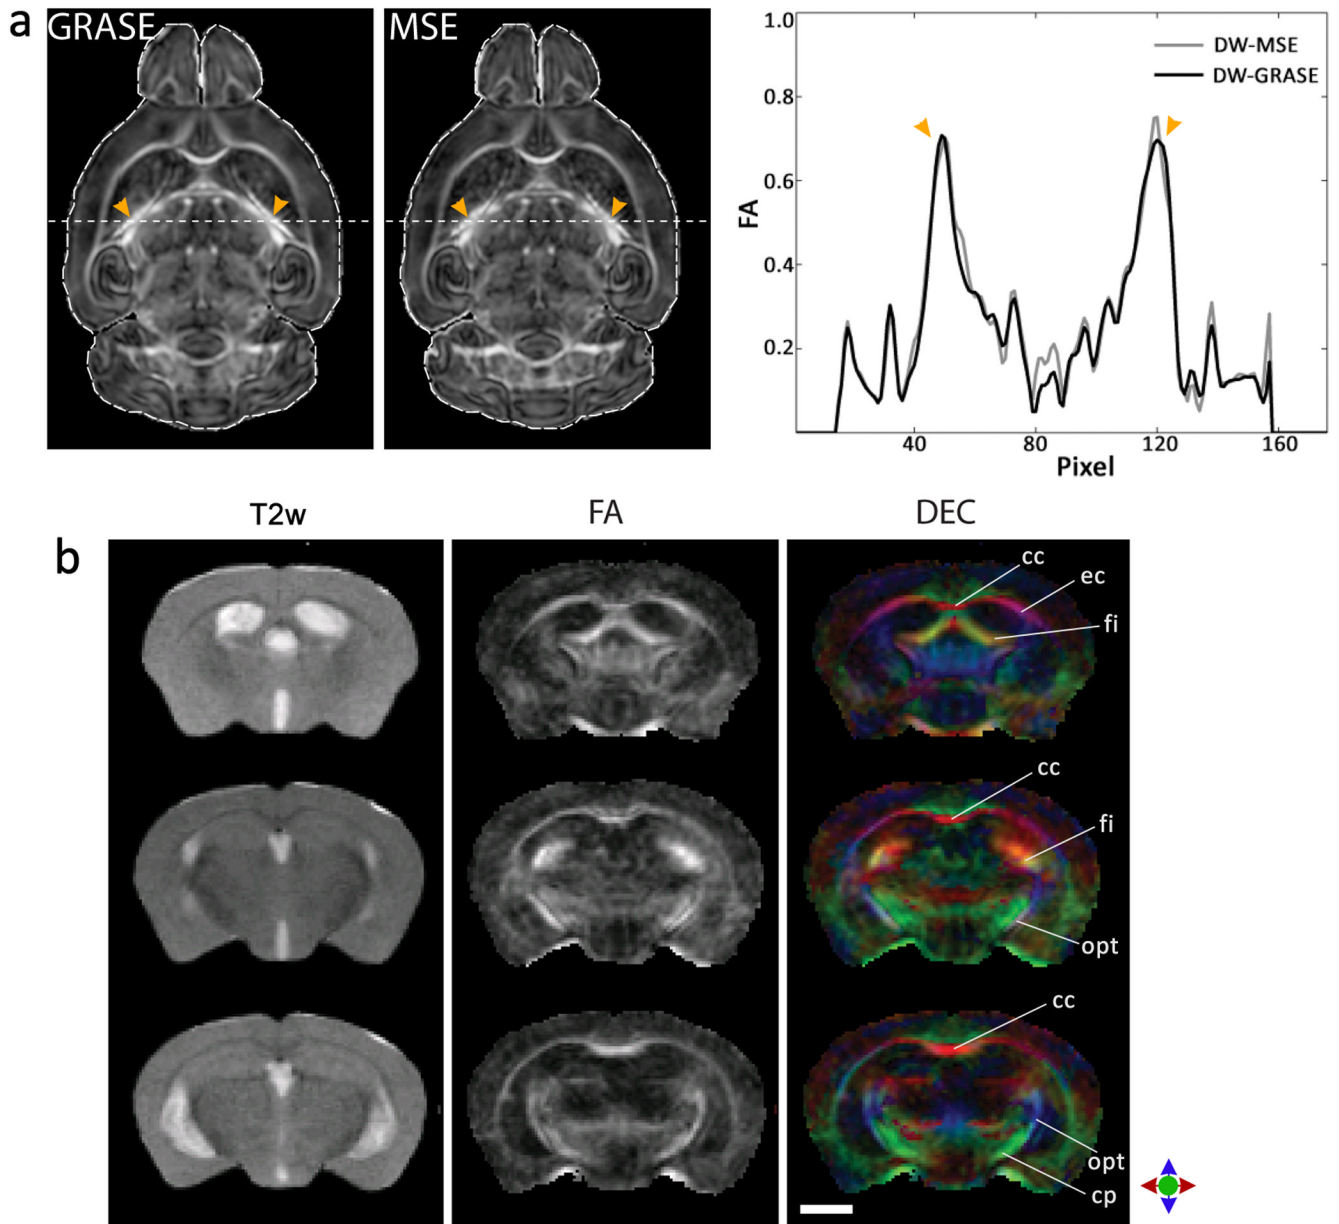 a
GRASE
MSE
1.0
0.8
0.6
0.4
0.2
FA
DW-MSE
DW-GRASE
40
80
120
160
Pixel
T2w
FA
DEC
b
cc
ec
fi
cc
fi
opt
cc
opt
cp